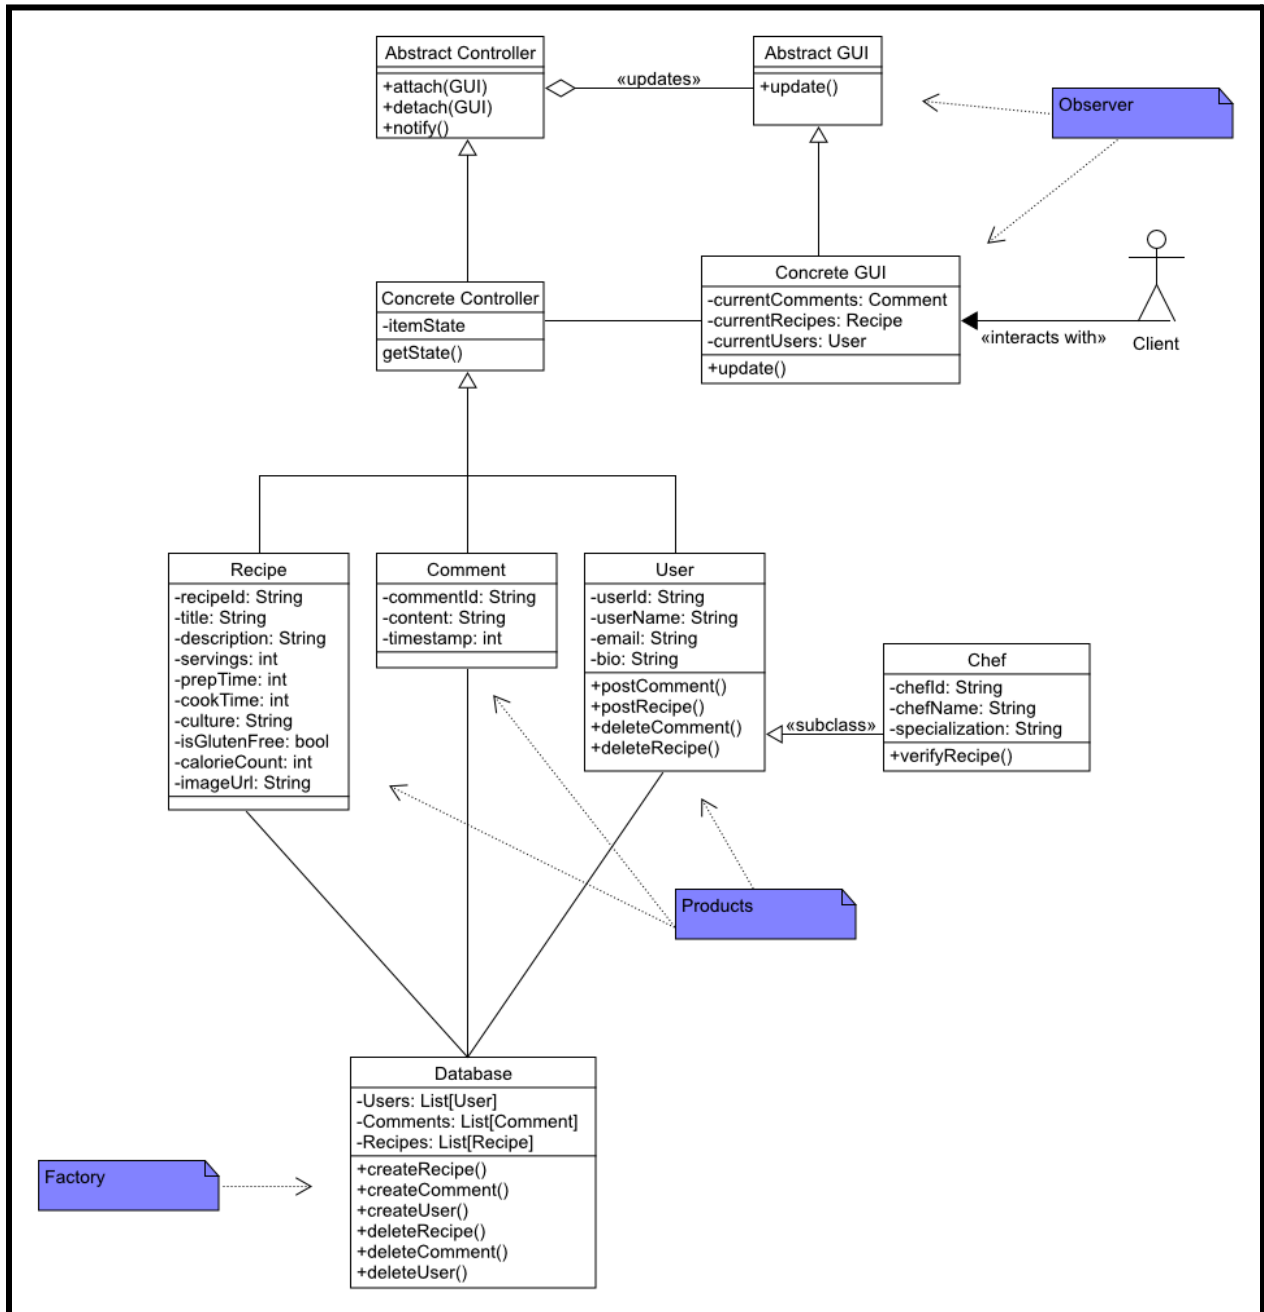 Abstract Controller
+attach(GUI)
+detach(GUI)
+notify()
«updates»
Abstract GUI
+update()
Observer
Concrete Controller
-itemState
getState()
Concrete GUI
-currentComments: Comment
-currentRecipes: Recipe
-currentUsers: User
+update()
«interacts with»
Client
Recipe
-recipeId: String
-title: String
-description: String
-servings: int
-prepTime: int
-cookTime: int
-culture: String
-isGlutenFree: bool
-calorieCount: int
-imageUrl: String
Comment
-commentId: String
-content: String
-timestamp: int
User
-userId: String
-userName: String
-email: String
-bio: String
+postComment()
+postRecipe()
+deleteComment()
+deleteRecipe()
«subclass»
Chef
-chefId: String
-chefName: String
-specialization: String
+verifyRecipe()
Products
Database
-Users: List[User]
-Comments: List[Comment]
-Recipes: List[Recipe]
+createRecipe()
+createComment()
+createUser()
+deleteRecipe()
+deleteComment()
+deleteUser()
Factory